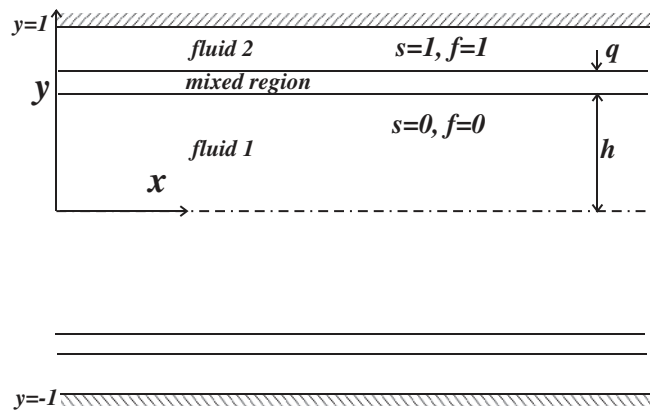 y=1
fluid 2 s=1, f=1 q
y mixed region
s=0, f=0
fluid 1 h
x
y=-1